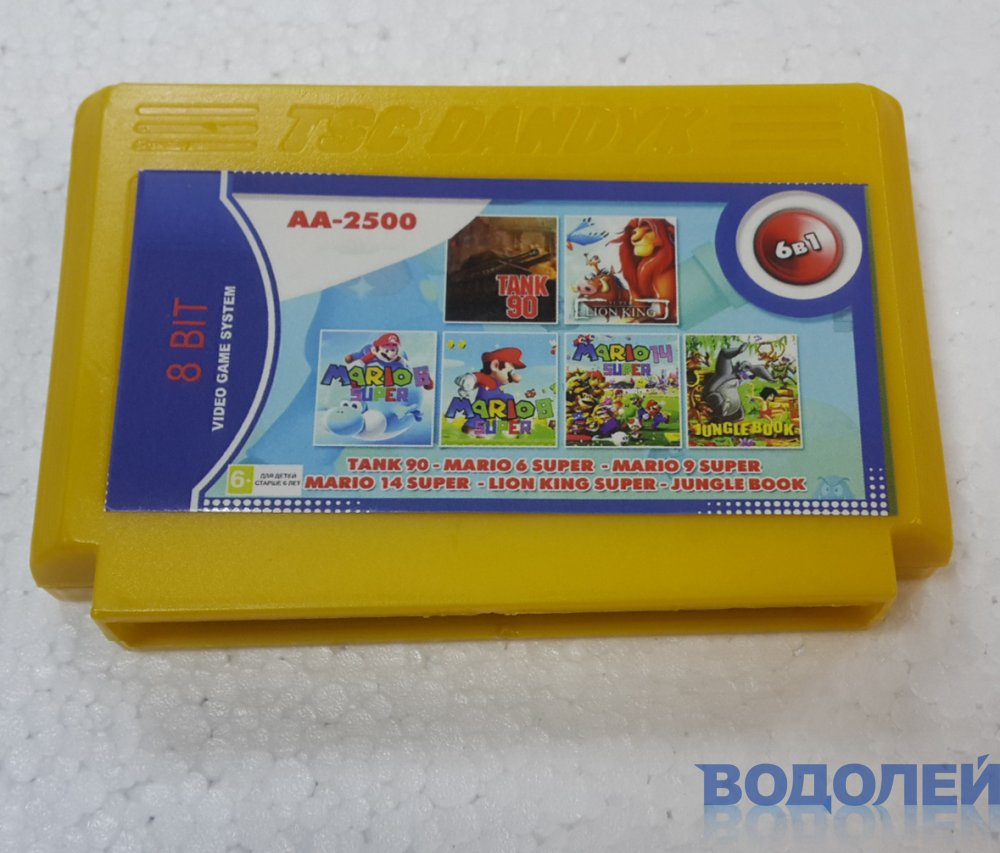 TSC DANDYK
AA-2500
6в1
8 BIT
VIDEO GAME SYSTEM
TANK
90
SUPER
LION KING
MARIO 6
SUPER
MARIO 9
SUPER
MARIO 14
SUPER
JUNGLE BOOK
TANK 90 - MARIO 6 SUPER - MARIO 9 SUPER
MARIO 14 SUPER - LION KING SUPER - JUNGLE BOOK
6+
ДЛЯ ДЕТЕЙ
СТАРШЕ 6 ЛЕТ
ВОДОЛЕЙ